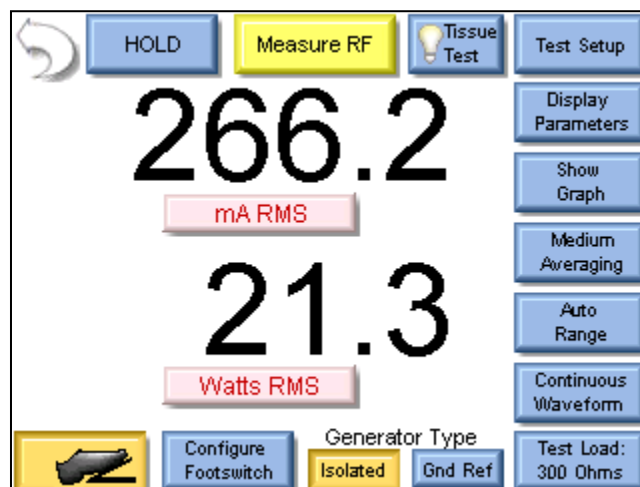 HOLD
Measure RF
Tissue
Test
Test Setup
266.2
mA RMS
21.3
Watts RMS
Display
Parameters
Show
Graph
Medium
Averaging
Auto
Range
Continuous
Waveform
Configure
Footswitch
Generator Type
Isolated
Gnd Ref
Test Load:
300 Ohms